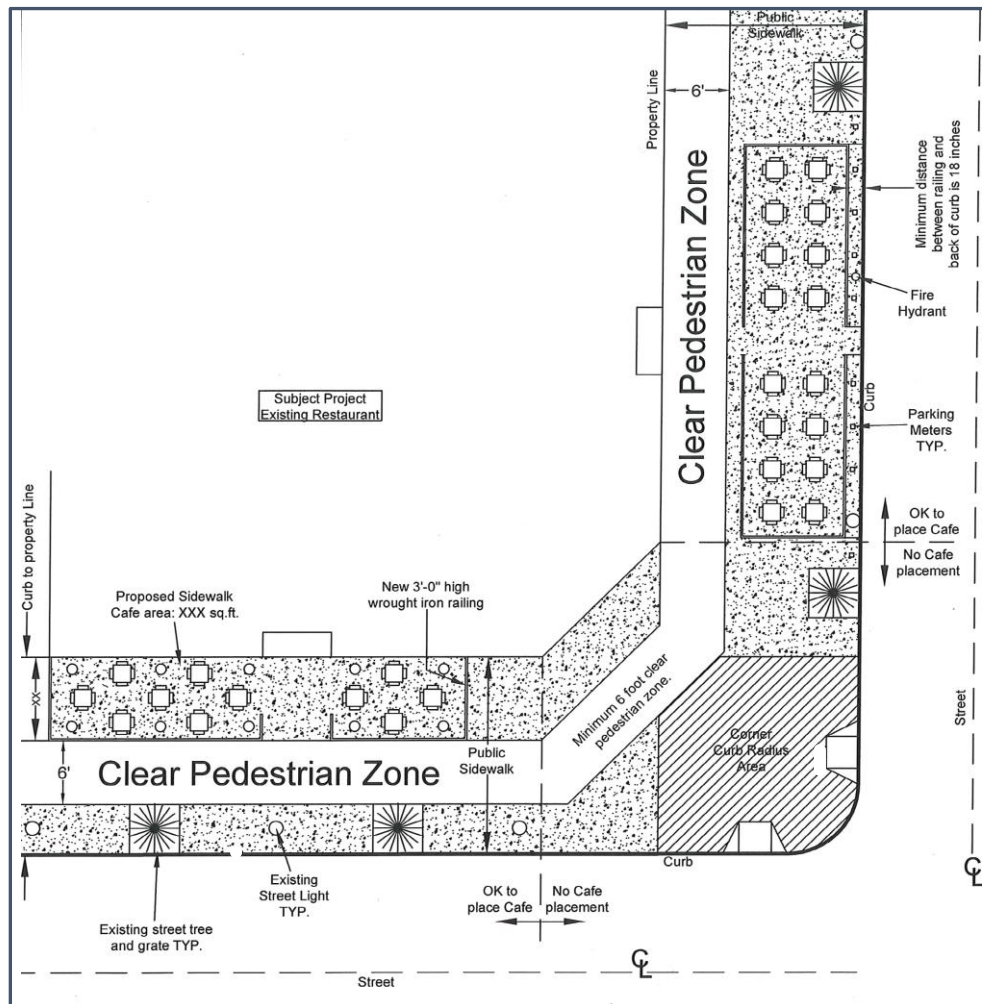 Public
Sidewalk
Property Line
6'
Clear Pedestrian Zone
Minimum distance
between railing and
back of curb is 18 inches
Fire
Hydrant
Subject Project
Existing Restaurant
Curb
Parking
Meters
TYP.
OK to
place Cafe
No Cafe
placement
Curb to property Line
Proposed Sidewalk
Cafe area: XXX sq.ft.
New 3'-0" high
wrought iron railing
xx
Minimum 6 foot clear
pedestrian zone.
Street
Corner
Curb Radius
Area
6'
Clear Pedestrian Zone
Public
Sidewalk
Curb
Existing
Street Light
TYP.
OK to
place Cafe
No Cafe
placement
Existing street tree
and grate TYP.
CL
CL
Street